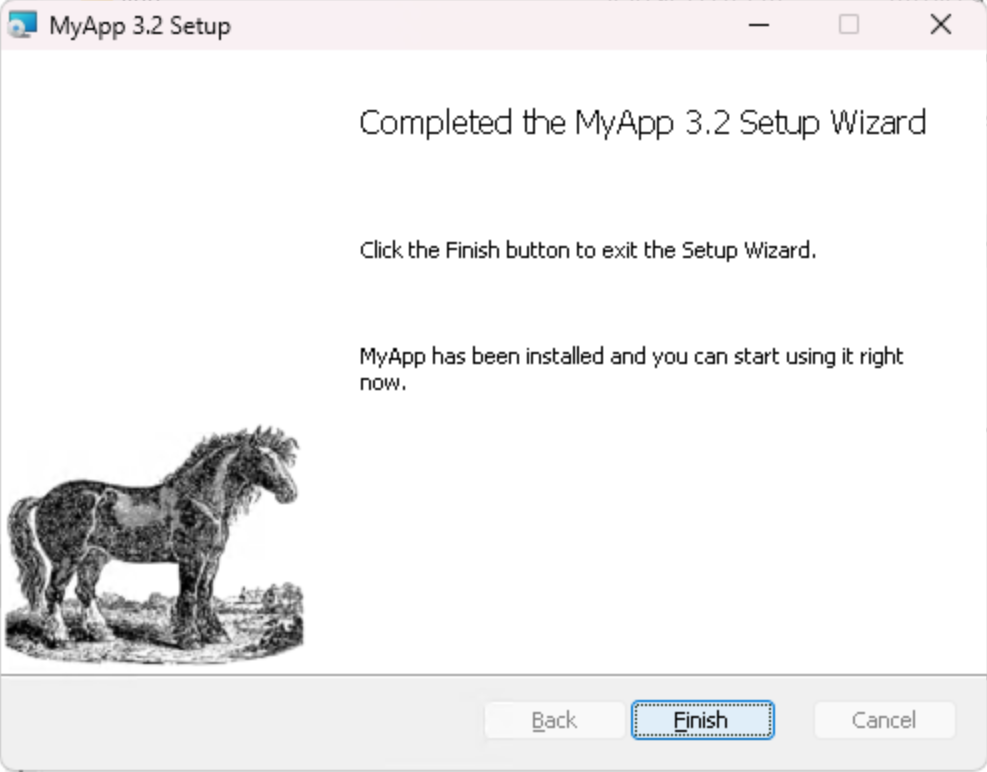 MyApp 3.2 Setup
Completed the MyApp 3.2 Setup Wizard
Click the Finish button to exit the Setup Wizard.
MyApp has been installed and you can start using it right
now.
Back Finish Cancel